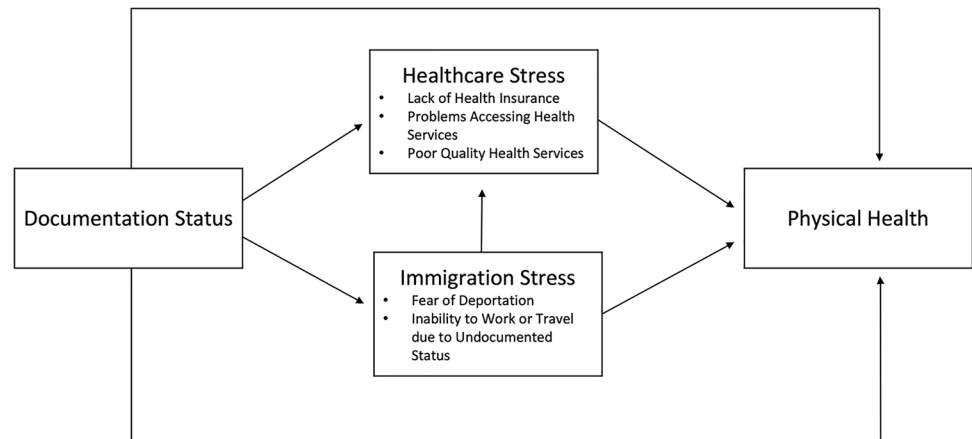 Healthcare Stress
• Lack of Health Insurance
• Problems Accessing Health
Services
• Poor Quality Health Services
Documentation Status
Physical Health
Immigration Stress
• Fear of Deportation
• Inability to Work or Travel
due to Undocumented
Status